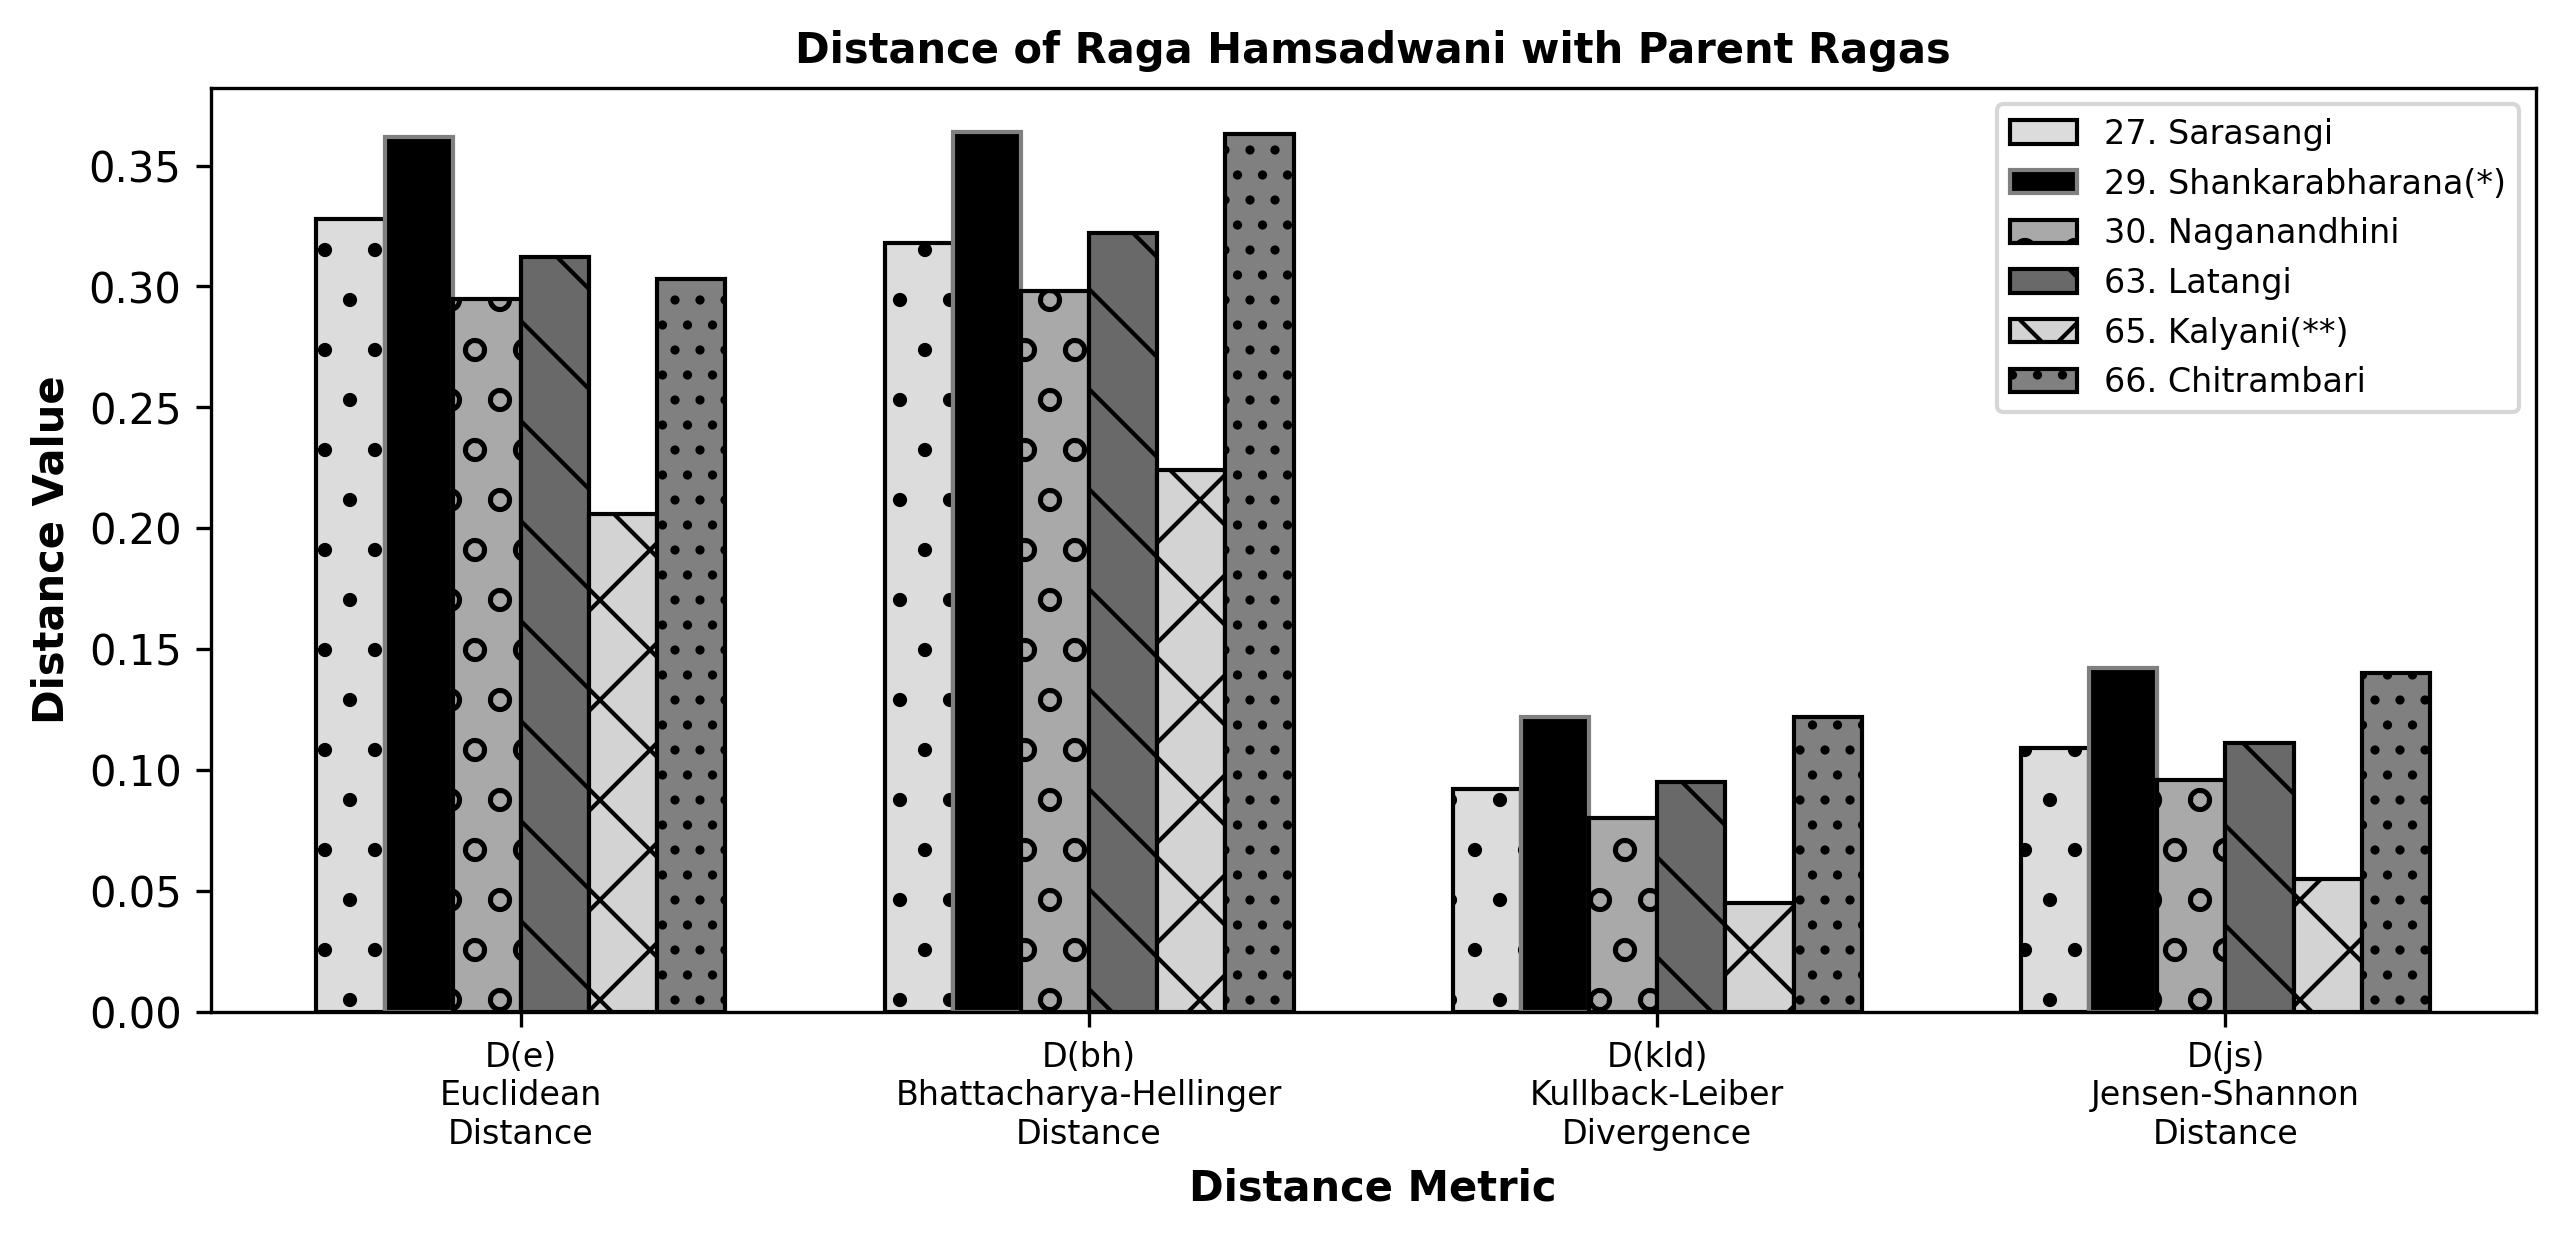 Distance of Raga Hamsadwani with Parent Ragas
27. Sarasangi
29. Shankarabharana(*)
30. Naganandhini
63. Latangi
65. Kalyani(**)
66. Chitrambari
Distance Value
0.35
0.30
0.25
0.20
0.15
0.10
0.05
0.00
D(e)
Euclidean
Distance
D(bh)
Bhattacharya-Hellinger
Distance
D(kld)
Kullback-Leiber
Divergence
D(js)
Jensen-Shannon
Distance
Distance Metric